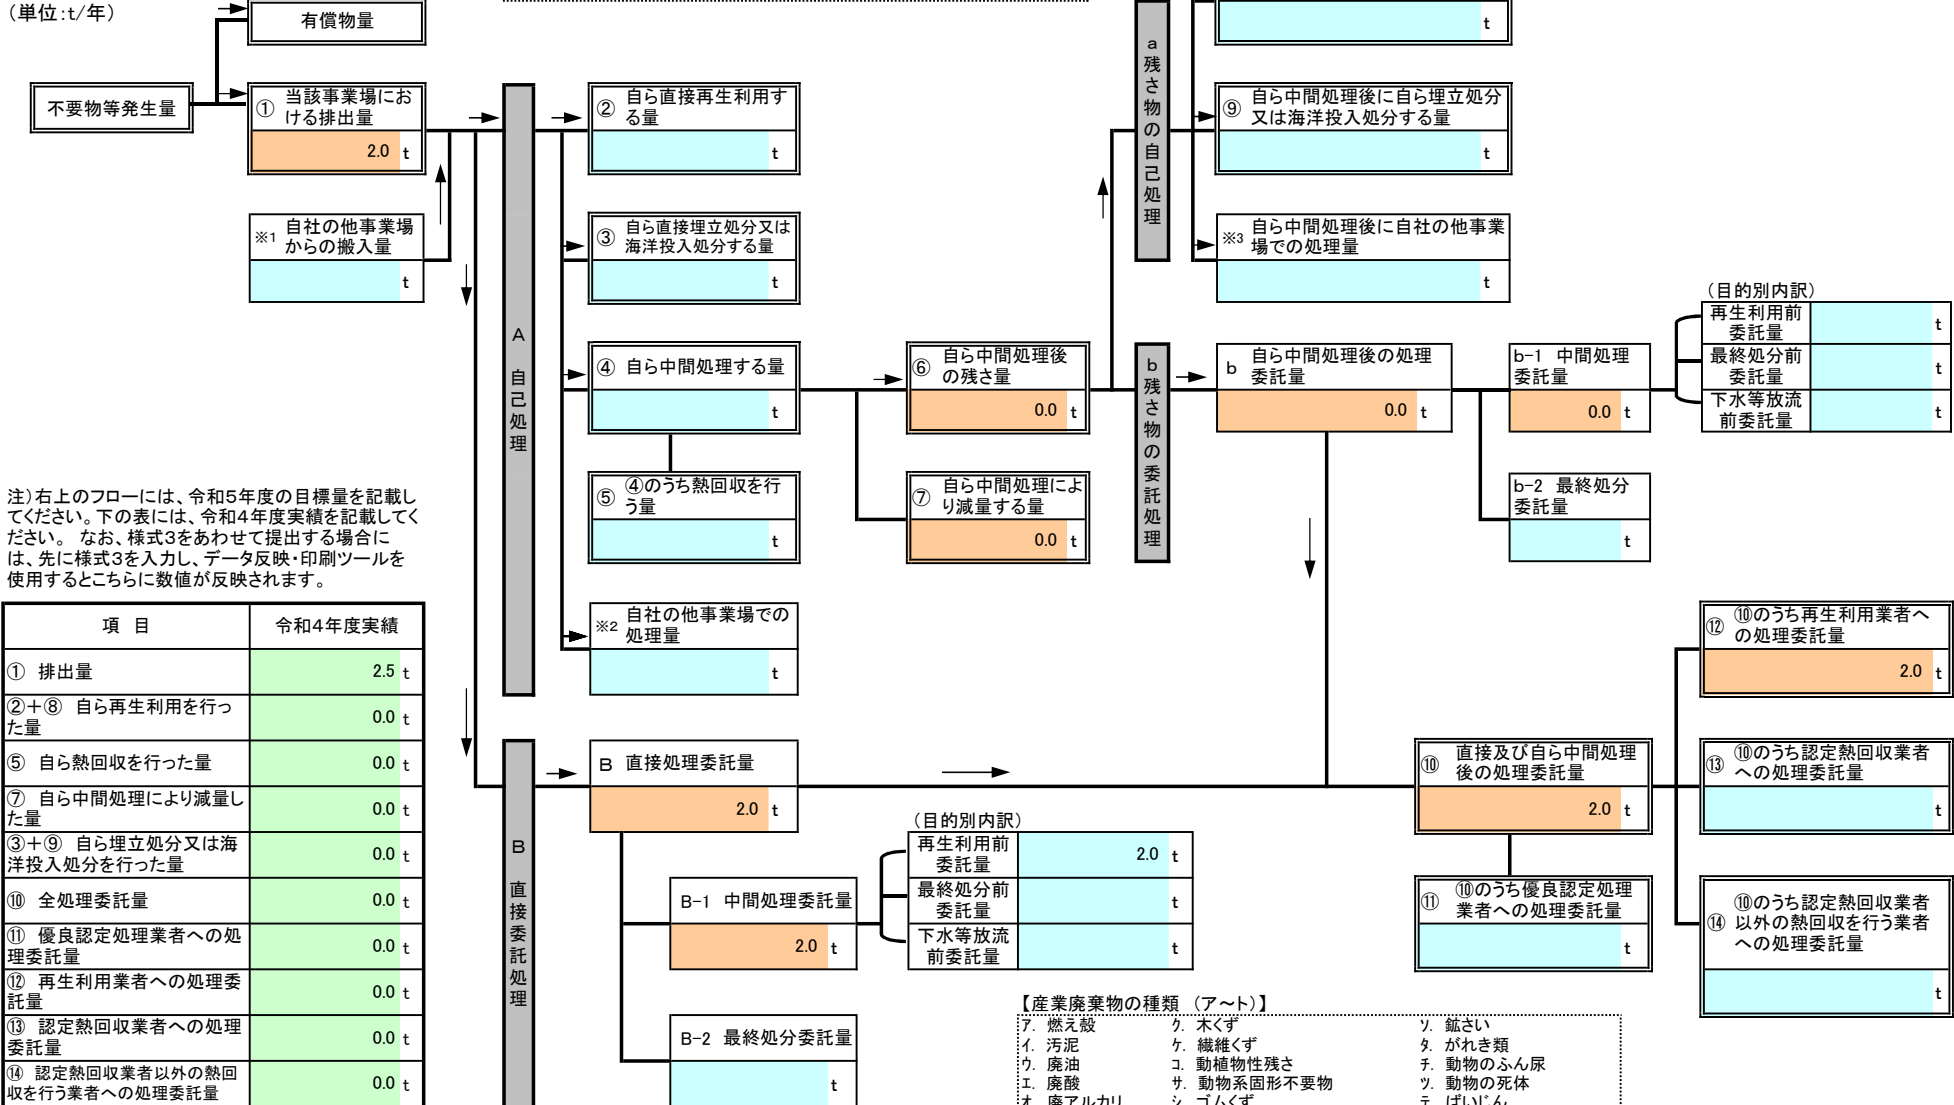 （単位：t/年）
有償物量
t
不要物等発生量
① 当該事業場にお
ける排出量
2.0 t
※1 自社の他事業場
からの搬入量
t
A 自己処理
② 自ら直接再生利用す
る量
t
③ 自ら直接埋立処分又は
海洋投入処分する量
t
④ 自ら中間処理する量
t
⑤ ④のうち熱回収を行
う量
t
※2 自社の他事業場での
処理量
t
⑥ 自ら中間処理後
の残さ量
0.0 t
⑦ 自ら中間処理によ
り減量する量
0.0 t
a 残さ物の自己処理
⑨ 自ら中間処理後に自ら埋立処分
又は海洋投入処分する量
t
※3 自ら中間処理後に自社の他事業
場での処理量
t
b 残さ物の委託処理
b 自ら中間処理後の処理
委託量
0.0 t
b-1 中間処理
委託量
0.0 t
b-2 最終処分
委託量
t
（目的別内訳）
再生利用前
委託量
t
最終処分前
委託量
t
下水等放流
前委託量
t
注）右上のフローには、令和５年度の目標量を記載し
てください。下の表には、令和４年度実績を記載してく
ださい。 なお、様式３をあわせて提出する場合に
は、先に様式３を入力し、データ反映・印刷ツールを
使用するとこちらに数値が反映されます。
項 目 令和４年度実績
① 排出量 2.5 t
②＋⑧ 自ら再生利用を行っ
た量 0.0 t
⑤ 自ら熱回収を行った量 0.0 t
⑦ 自ら中間処理により減量し
た量 0.0 t
③＋⑨ 自ら埋立処分又は海
洋投入処分を行った量 0.0 t
⑩ 全処理委託量 0.0 t
⑪ 優良認定処理業者への処
理委託量 0.0 t
⑫ 再生利用業者への処理委
託量 0.0 t
⑬ 認定熱回収業者への処理
委託量 0.0 t
⑭ 認定熱回収業者以外の熱回
収を行う業者への処理委託量 0.0 t
B 直接委託処理
B 直接処理委託量
2.0 t
B-1 中間処理委託量
2.0 t
B-2 最終処分委託量
t
（目的別内訳）
再生利用前
委託量
2.0 t
最終処分前
委託量
t
下水等放流
前委託量
t
⑩ 直接及び自ら中間処理
後の処理委託量
2.0 t
⑪ ⑩のうち優良認定処理
業者への処理委託量
t
⑫ ⑩のうち再生利用業者へ
の処理委託量
2.0 t
⑬ ⑩のうち認定熱回収業者
への処理委託量
t
⑭ ⑩のうち認定熱回収業者
以外の熱回収を行う業者
への処理委託量
t
【産業廃棄物の種類 （ア～ト）】
ｱ. 燃え殻 ｸ. 木くず ｿ. 鉱さい
ｲ. 汚泥 ｹ. 繊維くず ﾀ. がれき類
ｳ. 廃油 ｺ. 動植物性残さ ﾁ. 動物のふん尿
ｴ. 廃酸 ｻ. 動物系固形不要物 ﾂ. 動物の死体
ｵ. 廃アルカリ ｼ. ゴムくず ﾃ. ばいじん